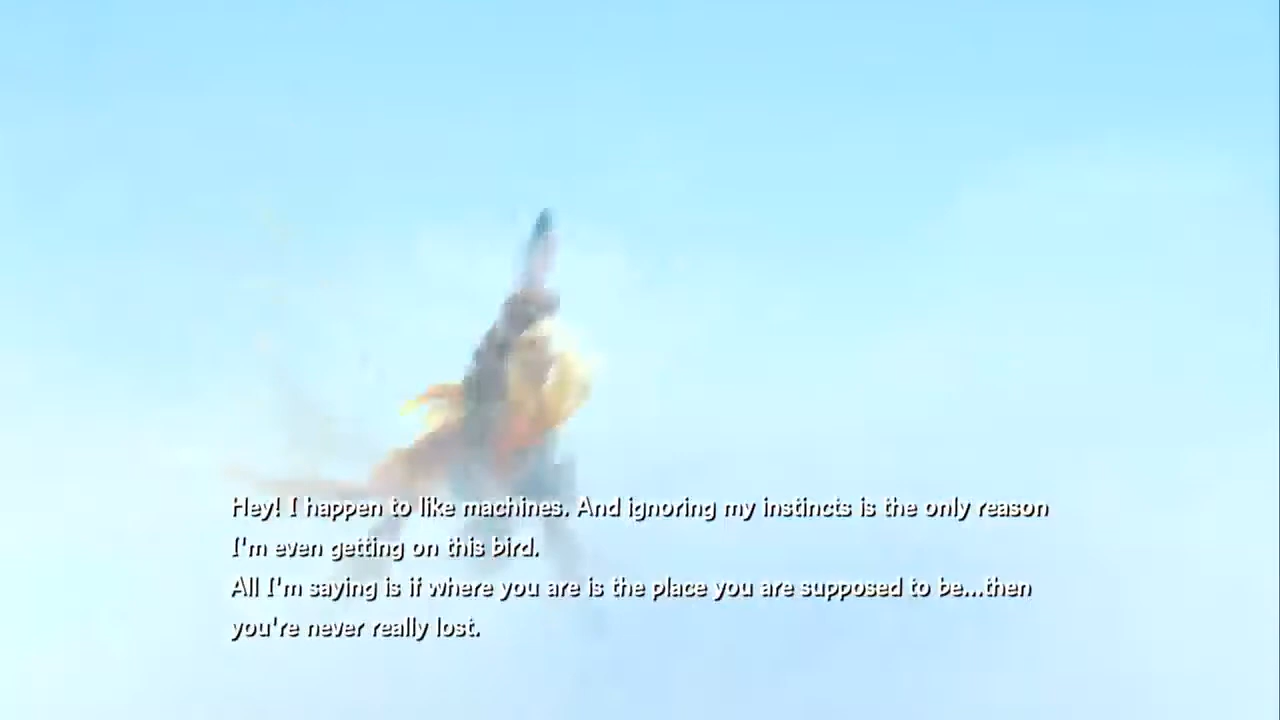 Hey! I happen to like machines. And ignoring my instincts is the only reason
I'm even getting on this bird.
All I'm saying is if where you are is the place you are supposed to be...then
you're never really lost.